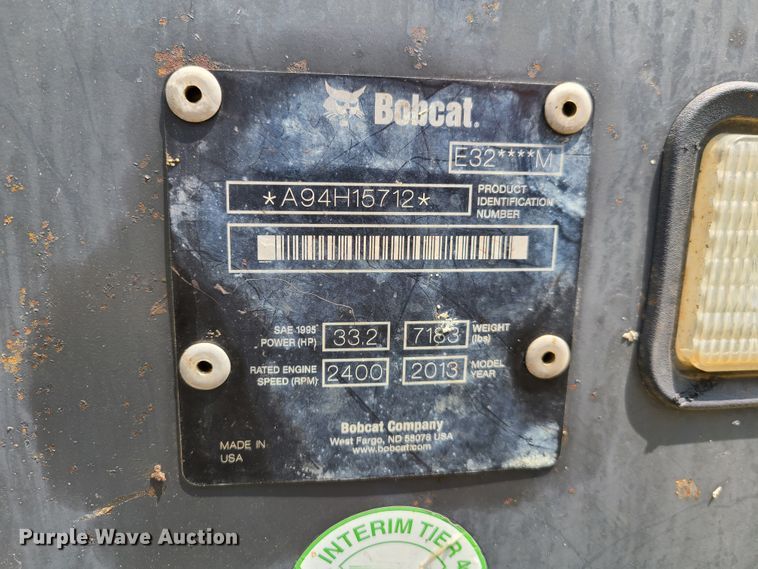 Bobcat.
E32****M
*A94H15712*
PRODUCT
IDENTIFICATION
NUMBER
SAE 1995
POWER (HP)
33.2
7183
WEIGHT
(lbs)
RATED ENGINE
SPEED (RPM)
2400
2013
MODEL
YEAR
Bobcat Company
West Fargo, ND 58078 USA
www.bobcat.com
MADE IN
USA
INTERIM TIER 4
Purple Wave Auction